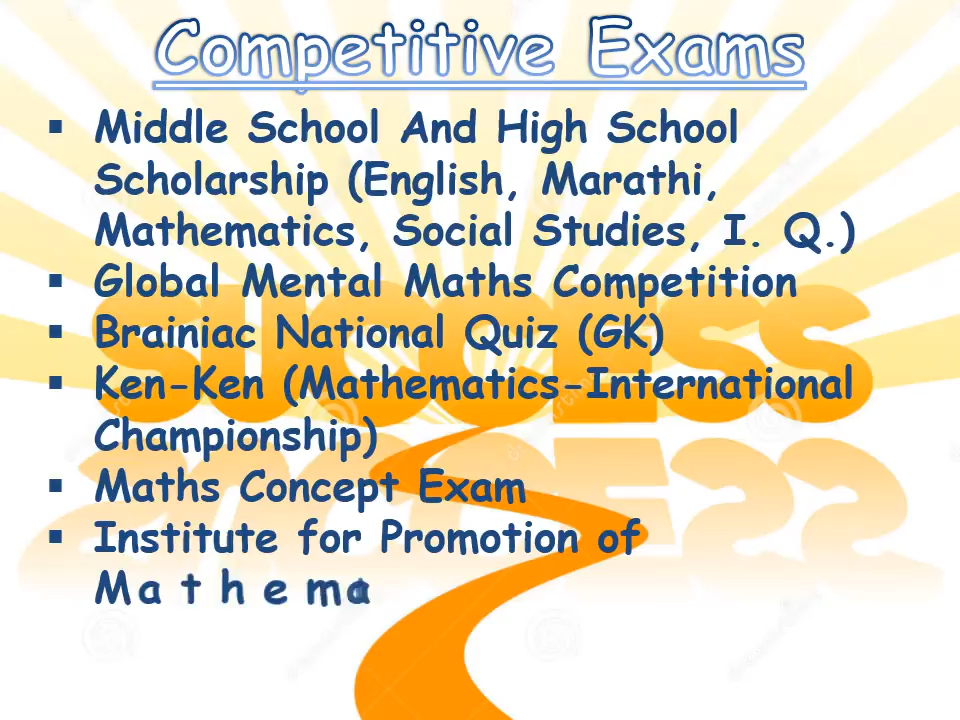 Competitive Exams
▪ Middle School And High School
Scholarship (English, Marathi,
Mathematics, Social Studies, I. Q.)
▪ Global Mental Maths Competition
▪ Brainiac National Quiz (GK)
▪ Ken-Ken (Mathematics-International
Championship)
▪ Maths Concept Exam
▪ Institute for Promotion of
Mathema
SUCCESS